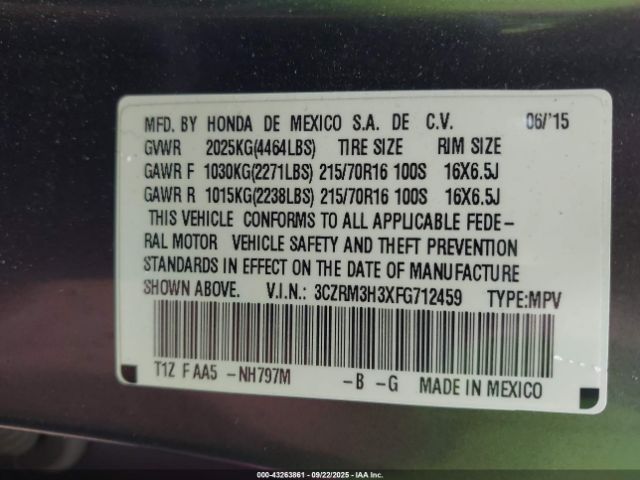 MFD. BY HONDA DE MEXICO S.A. DE C.V. 06/'15
GVWR 2025KG(4464LBS) TIRE SIZE RIM SIZE
GAWR F 1030KG(2271LBS) 215/70R16 100S 16X6.5J
GAWR R 1015KG(2238LBS) 215/70R16 100S 16X6.5J
THIS VEHICLE CONFORMS TO ALL APPLICABLE FEDE-
RAL MOTOR VEHICLE SAFETY AND THEFT PREVENTION
STANDARDS IN EFFECT ON THE DATE OF MANUFACTURE
SHOWN ABOVE. V.I.N.: 3CZRM3H3XFG712459 TYPE:MPV
T1Z F AA5 -NH797M -B -G MADE IN MEXICO
000-43263861 - 09/22/2025 - IAA Inc.